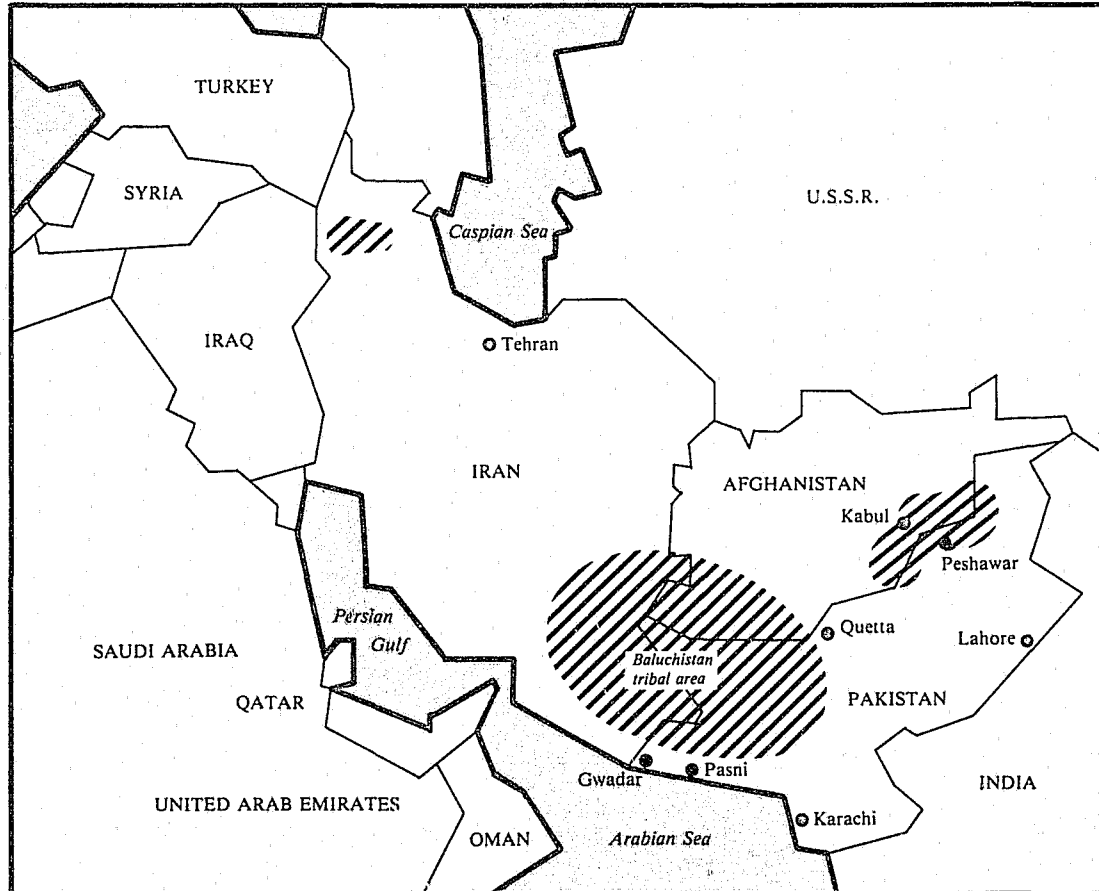 TURKEY
SYRIA
U.S.S.R.
Caspian Sea
IRAQ
Tehran
IRAN
AFGHANISTAN
Kabul
Peshawar
Persian
Gulf
Quetta
Lahore
SAUDI ARABIA
Baluchistan
tribal area
QATAR
PAKISTAN
Gwadar
Pasni
INDIA
UNITED ARAB EMIRATES
Karachi
OMAN
Arabian Sea